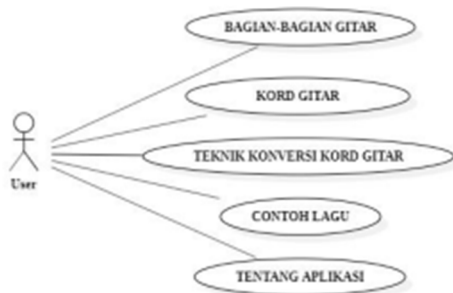 BAGIAN-BAGIAN GITAR
KORD GITAR
User
TEKNIK KONVERSI KORD GITAR
CONTOH LAGU
TENTANG APLIKASI